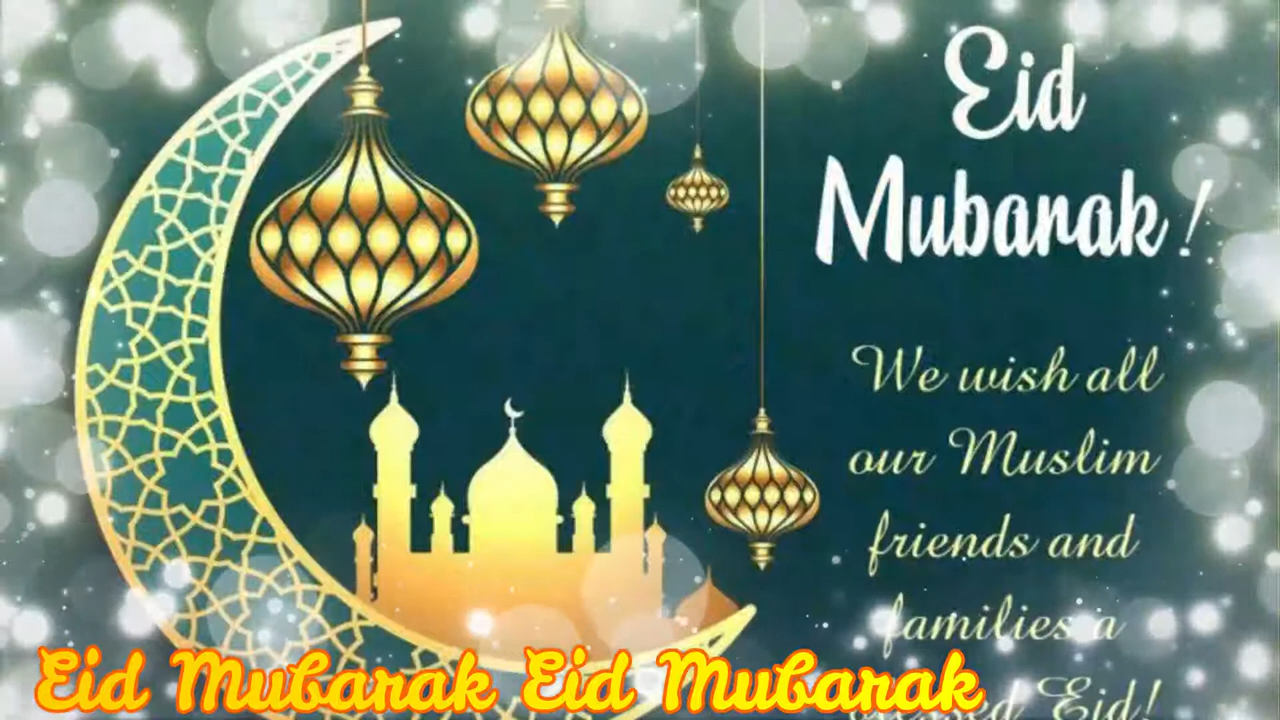 Eid
Mubarak!
We wish all
our Muslim
friends and
families a
Eid!
Eid Mubarak Eid Mubarak